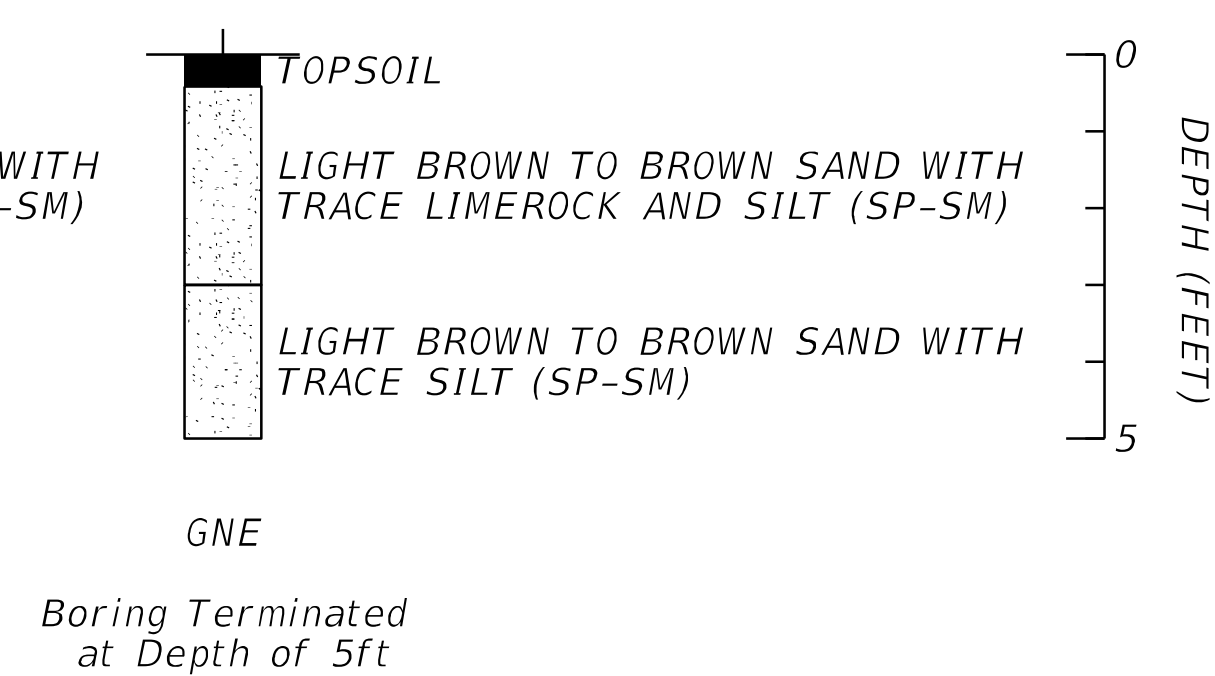 TOPSOIL
WITH
-SM)
LIGHT BROWN TO BROWN SAND WITH
TRACE LIMEROCK AND SILT (SP-SM)
LIGHT BROWN TO BROWN SAND WITH
TRACE SILT (SP-SM)
GNE
Boring Terminated
at Depth of 5ft
0
5
DEPTH (FEET)